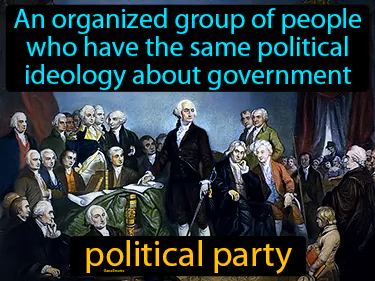 An organized group of people
who have the same political
ideology about government
political party